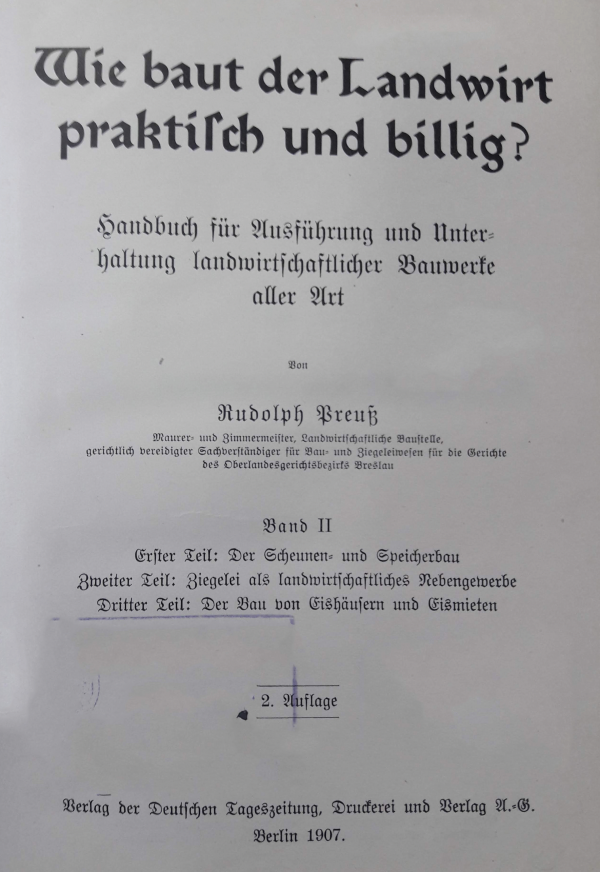 Wie baut der Landwirt
praktiſch und billig?
Handbuch für Ausführung und Unter⸗
haltung landwirtſchaftlicher Bauwerke
aller Art
Von
Rudolph Preuß
Maurer⸗ und Zimmermeiſter, Landwirtſchaftliche Bauſtelle,
gerichtlich vereidigter Sachverſtändiger für Bau⸗ und Ziegeleiweſen für die Gerichte
des Oberlandesgerichtsbezirks Breslau
Band II
Erſter Teil: Der Scheunen⸗ und Speicherbau
Zweiter Teil: Ziegelei als landwirtſchaftliches Nebengewerbe
Dritter Teil: Der Bau von Eishäuſern und Eismieten
2. Auflage
Verlag der Deutſchen Tageszeitung, Druckerei und Verlag A.⸗G.
Berlin 1907.